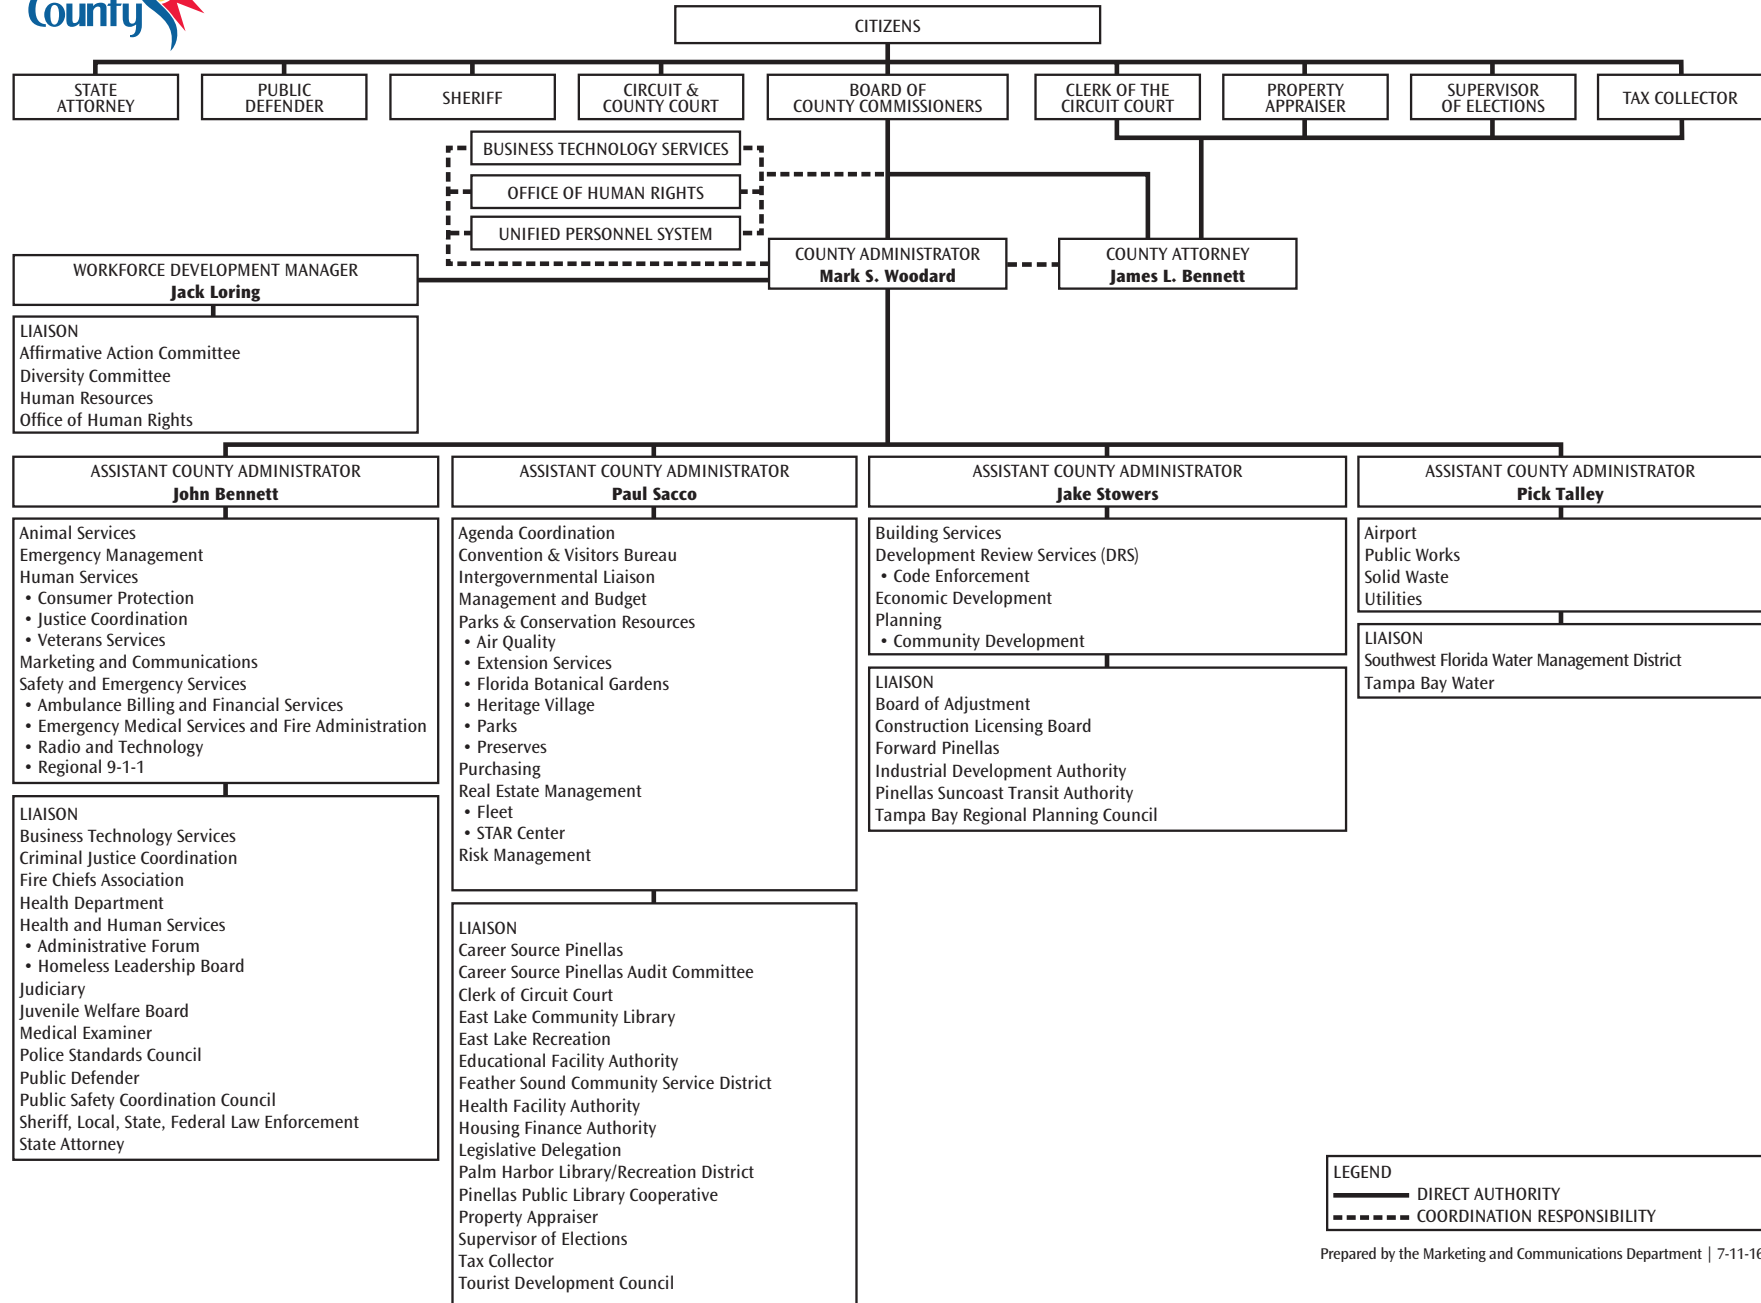 County
CITIZENS
STATE
ATTORNEY
PUBLIC
DEFENDER
SHERIFF
CIRCUIT &
COUNTY COURT
BOARD OF
COUNTY COMMISSIONERS
CLERK OF THE
CIRCUIT COURT
PROPERTY
APPRAISER
SUPERVISOR
OF ELECTIONS
TAX COLLECTOR
BUSINESS TECHNOLOGY SERVICES
OFFICE OF HUMAN RIGHTS
UNIFIED PERSONNEL SYSTEM
COUNTY ADMINISTRATOR
Mark S. Woodard
COUNTY ATTORNEY
James L. Bennett
WORKFORCE DEVELOPMENT MANAGER
Jack Loring
LIAISON
Affirmative Action Committee
Diversity Committee
Human Resources
Office of Human Rights
ASSISTANT COUNTY ADMINISTRATOR
John Bennett
Animal Services
Emergency Management
Human Services
• Consumer Protection
• Justice Coordination
• Veterans Services
Marketing and Communications
Safety and Emergency Services
• Ambulance Billing and Financial Services
• Emergency Medical Services and Fire Administration
• Radio and Technology
• Regional 9-1-1
LIAISON
Business Technology Services
Criminal Justice Coordination
Fire Chiefs Association
Health Department
Health and Human Services
• Administrative Forum
• Homeless Leadership Board
Judiciary
Juvenile Welfare Board
Medical Examiner
Police Standards Council
Public Defender
Public Safety Coordination Council
Sheriff, Local, State, Federal Law Enforcement
State Attorney
ASSISTANT COUNTY ADMINISTRATOR
Paul Sacco
Agenda Coordination
Convention & Visitors Bureau
Intergovernmental Liaison
Management and Budget
Parks & Conservation Resources
• Air Quality
• Extension Services
• Florida Botanical Gardens
• Heritage Village
• Parks
• Preserves
Purchasing
Real Estate Management
• Fleet
• STAR Center
Risk Management
LIAISON
Career Source Pinellas
Career Source Pinellas Audit Committee
Clerk of Circuit Court
East Lake Community Library
East Lake Recreation
Educational Facility Authority
Feather Sound Community Service District
Health Facility Authority
Housing Finance Authority
Legislative Delegation
Palm Harbor Library/Recreation District
Pinellas Public Library Cooperative
Property Appraiser
Supervisor of Elections
Tax Collector
Tourist Development Council
ASSISTANT COUNTY ADMINISTRATOR
Jake Stowers
Building Services
Development Review Services (DRS)
• Code Enforcement
Economic Development
Planning
• Community Development
LIAISON
Board of Adjustment
Construction Licensing Board
Forward Pinellas
Industrial Development Authority
Pinellas Suncoast Transit Authority
Tampa Bay Regional Planning Council
ASSISTANT COUNTY ADMINISTRATOR
Pick Talley
Airport
Public Works
Solid Waste
Utilities
LIAISON
Southwest Florida Water Management District
Tampa Bay Water
LEGEND
DIRECT AUTHORITY
COORDINATION RESPONSIBILITY
Prepared by the Marketing and Communications Department | 7-11-16